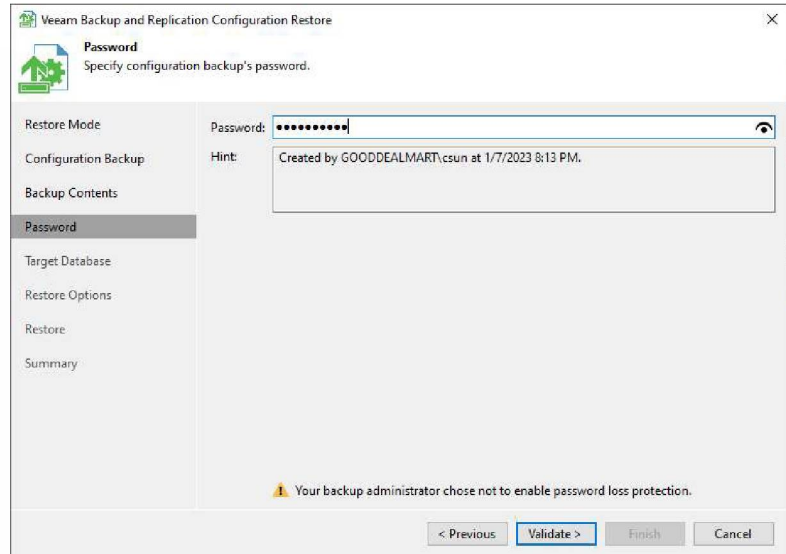 Veeam Backup and Replication Configuration Restore
Password
Specify configuration backup's password.
Restore Mode
Configuration Backup
Backup Contents
Password
Target Database
Restore Options
Restore
Summary
Password: ●●●●●●●●●●
Hint: Created by GOODDEALMART\csun at 1/7/2023 8:13 PM.
Your backup administrator chose not to enable password loss protection.
< Previous Validate > Finish Cancel